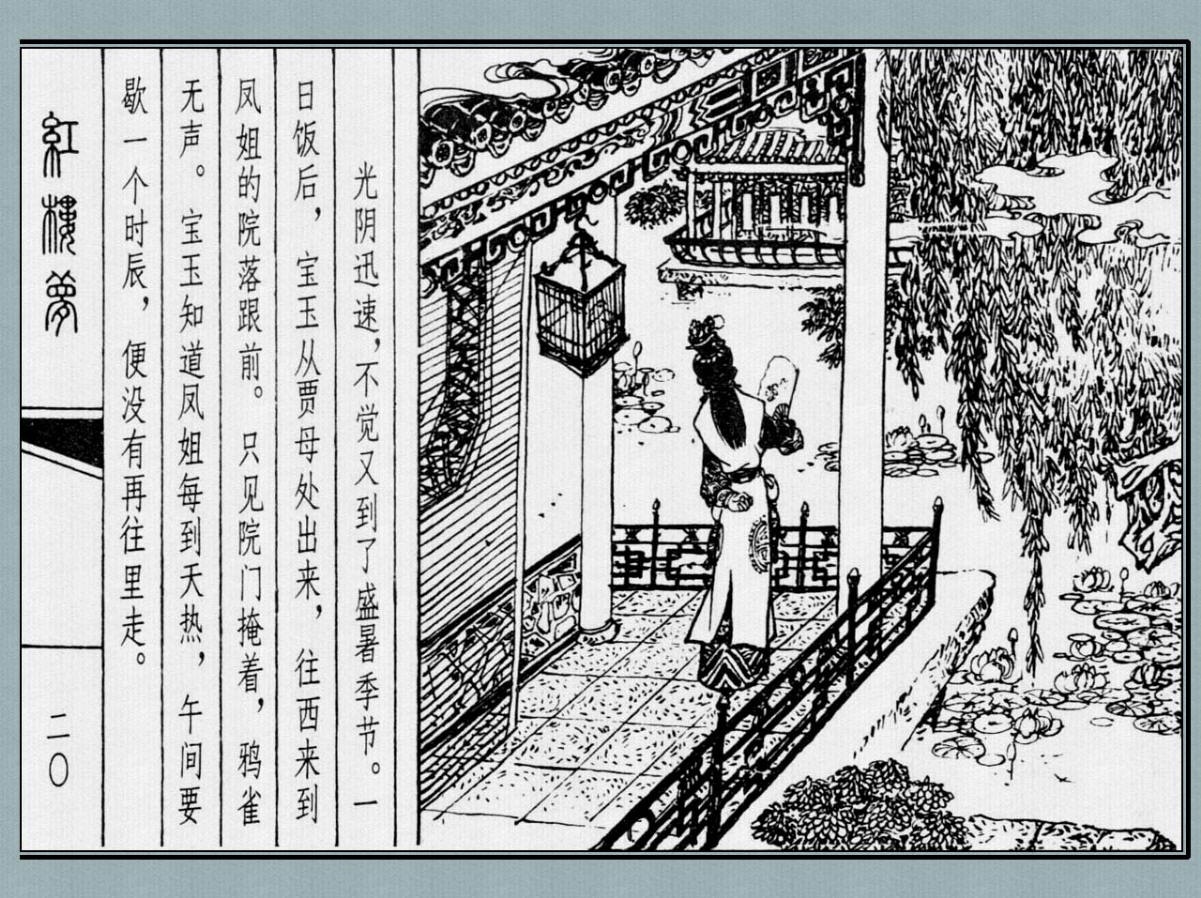 光阴迅速，不觉又到了盛暑季节。一
日饭后，宝玉从贾母处出来，往西来到
凤姐的院落跟前。只见院门掩着，鸦雀
无声。宝玉知道凤姐每到天热，午间要
歇一个时辰，便没有再往里走。
紅樓夢
二〇